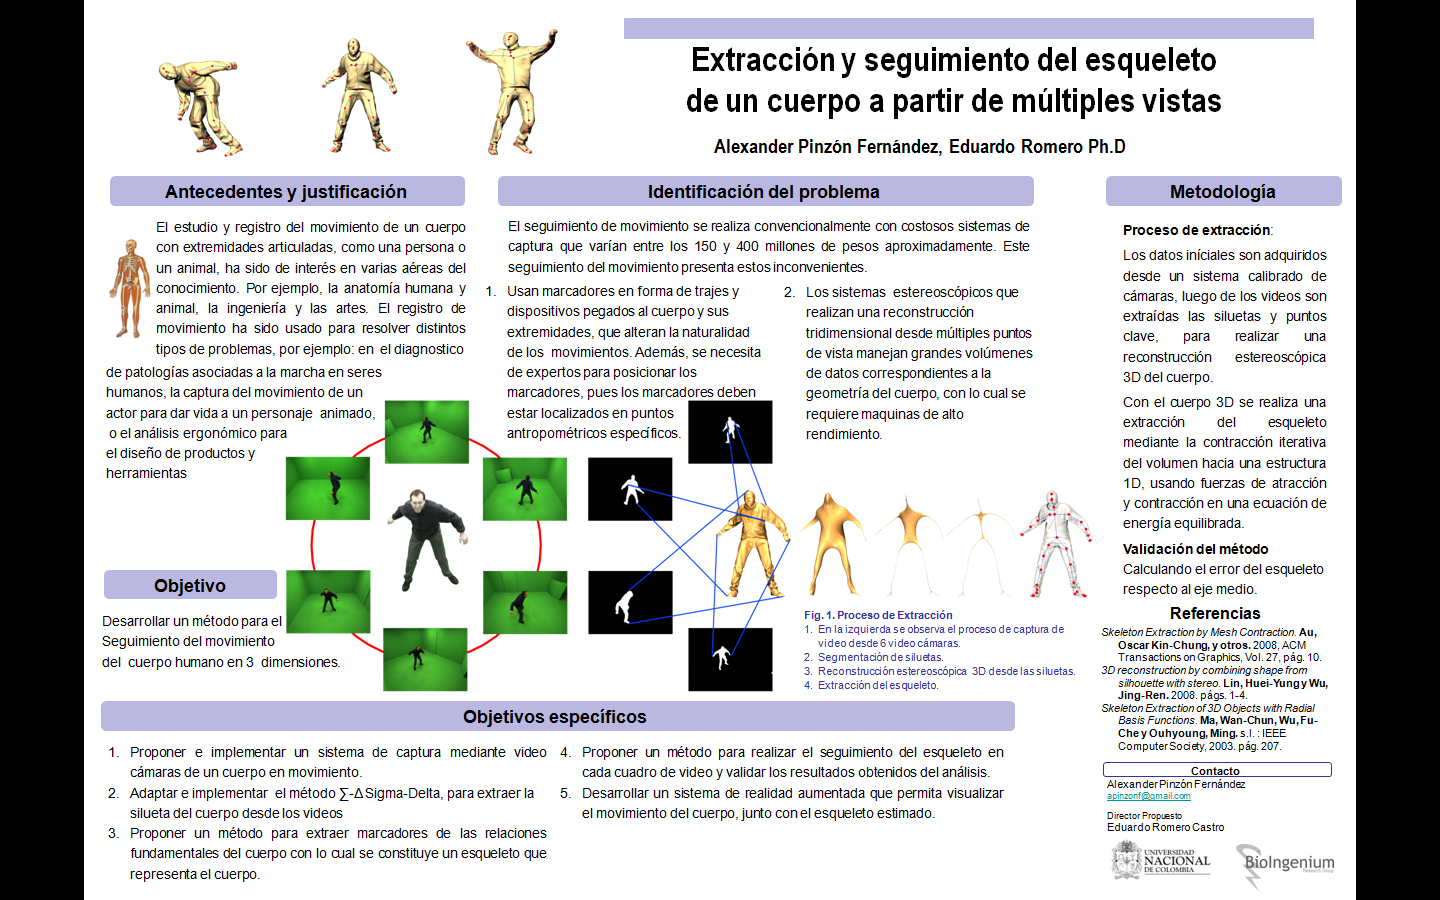 Extracción y seguimiento del esqueleto
de un cuerpo a partir de múltiples vistas
Alexander Pinzón Fernández, Eduardo Romero Ph.D
Antecedentes y justificación
El estudio y registro del movimiento de un cuerpo
con extremidades articuladas, como una persona o
un animal, ha sido de interés en varias aéreas del
conocimiento. Por ejemplo, la anatomía humana y
animal, la ingeniería y las artes. El registro de
movimiento ha sido usado para resolver distintos
tipos de problemas, por ejemplo: en el diagnostico
de patologías asociadas a la marcha en seres
humanos, la captura del movimiento de un
actor para dar vida a un personaje animado,
o el análisis ergonómico para
el diseño de productos y
herramientas
Objetivo
Desarrollar un método para el
Seguimiento del movimiento
del cuerpo humano en 3 dimensiones.
Identificación del problema
El seguimiento de movimiento se realiza convencionalmente con costosos sistemas de
captura que varían entre los 150 y 400 millones de pesos aproximadamente. Este
seguimiento del movimiento presenta estos inconvenientes.
1. Usan marcadores en forma de trajes y
dispositivos pegados al cuerpo y sus
extremidades, que alteran la naturalidad
de los movimientos. Además, se necesita
de expertos para posicionar los
marcadores, pues los marcadores deben
estar localizados en puntos
antropométricos específicos.
2. Los sistemas estereoscópicos que
realizan una reconstrucción
tridimensional desde múltiples puntos
de vista manejan grandes volúmenes
de datos correspondientes a la
geometría del cuerpo, con lo cual se
requiere maquinas de alto
rendimiento.
Fig. 1. Proceso de Extracción
1. En la izquierda se observa el proceso de captura de
video desde 6 video cámaras.
2. Segmentación de siluetas.
3. Reconstrucción estereoscópica 3D desde las siluetas.
4. Extracción del esqueleto.
Objetivos específicos
1. Proponer e implementar un sistema de captura mediante video
cámaras de un cuerpo en movimiento.
2. Adaptar e implementar el método ∑-Δ Sigma-Delta, para extraer la
silueta del cuerpo desde los videos
3. Proponer un método para extraer marcadores de las relaciones
fundamentales del cuerpo con lo cual se constituye un esqueleto que
representa el cuerpo.
4. Proponer un método para realizar el seguimiento del esqueleto en
cada cuadro de video y validar los resultados obtenidos del análisis.
5. Desarrollar un sistema de realidad aumentada que permita visualizar
el movimiento del cuerpo, junto con el esqueleto estimado.
Metodología
Proceso de extracción:
Los datos iníciales son adquiridos
desde un sistema calibrado de
cámaras, luego de los videos son
extraídas las siluetas y puntos
clave, para realizar una
reconstrucción estereoscópica
3D del cuerpo.
Con el cuerpo 3D se realiza una
extracción del esqueleto
mediante la contracción iterativa
del volumen hacia una estructura
1D, usando fuerzas de atracción
y contracción en una ecuación de
energía equilibrada.
Validación del método
Calculando el error del esqueleto
respecto al eje medio.
Referencias
Skeleton Extraction by Mesh Contraction. Au,
Oscar Kin-Chung, y otros. 2008, ACM
Transactions on Graphics, Vol. 27, pág. 10.
3D reconstruction by combining shape from
silhouette with stereo. Lin, Huei-Yung y Wu,
Jing-Ren. 2008. págs. 1-4.
Skeleton Extraction of 3D Objects with Radial
Basis Functions. Ma, Wan-Chun, Wu, Fu-
Che y Ouhyoung, Ming. s.l. : IEEE
Computer Society, 2003. pág. 207.
Contacto
Alexander Pinzón Fernández
apinzonf@gmail.com
Director Propuesto
Eduardo Romero Castro
UNIVERSIDAD
NACIONAL
DE COLOMBIA
BioIngenium
Research Group